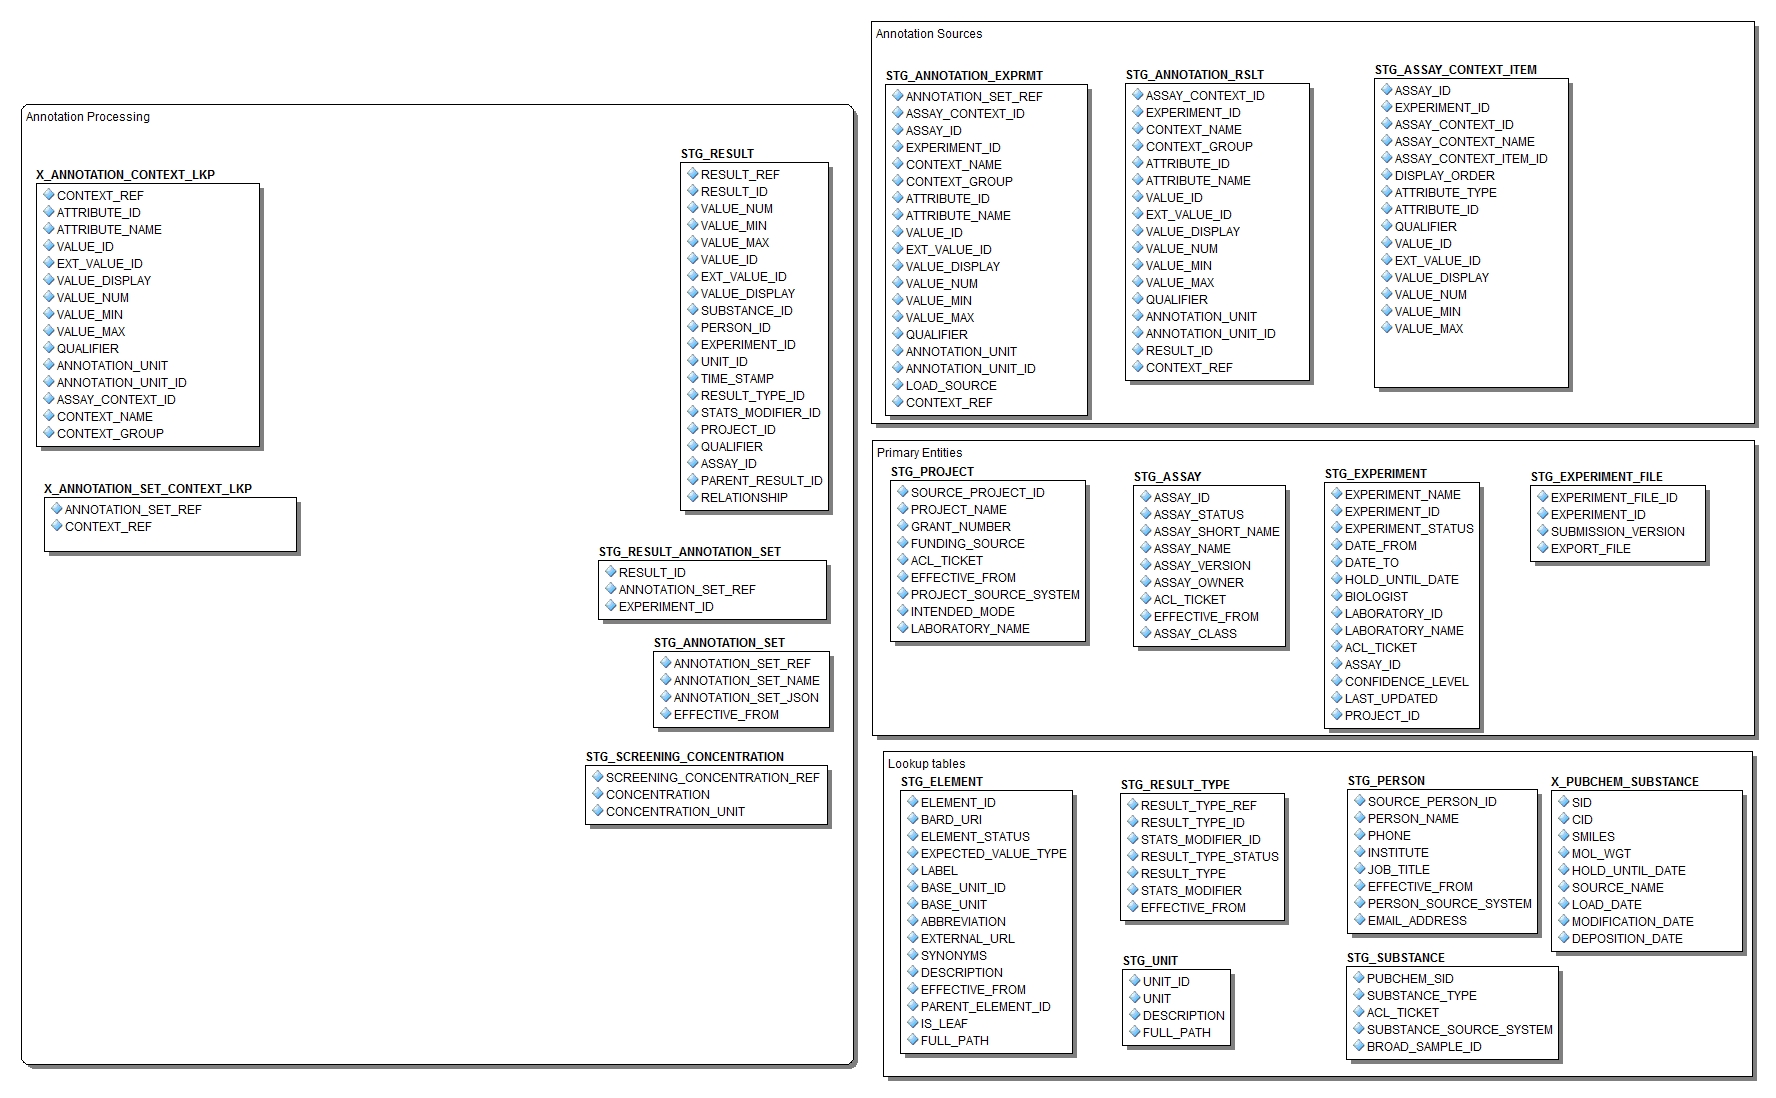 Annotation Processing
X_ANNOTATION_CONTEXT_LKP
CONTEXT_REF
ATTRIBUTE_ID
ATTRIBUTE_NAME
VALUE_ID
EXT_VALUE_ID
VALUE_DISPLAY
VALUE_NUM
VALUE_MIN
VALUE_MAX
QUALIFIER
ANNOTATION_UNIT
ANNOTATION_UNIT_ID
ASSAY_CONTEXT_ID
CONTEXT_NAME
CONTEXT_GROUP
X_ANNOTATION_SET_CONTEXT_LKP
ANNOTATION_SET_REF
CONTEXT_REF
STG_RESULT
RESULT_REF
RESULT_ID
VALUE_NUM
VALUE_MIN
VALUE_MAX
VALUE_ID
EXT_VALUE_ID
VALUE_DISPLAY
SUBSTANCE_ID
PERSON_ID
EXPERIMENT_ID
UNIT_ID
TIME_STAMP
RESULT_TYPE_ID
STATS_MODIFIER_ID
PROJECT_ID
QUALIFIER
ASSAY_ID
PARENT_RESULT_ID
RELATIONSHIP
STG_RESULT_ANNOTATION_SET
RESULT_ID
ANNOTATION_SET_REF
EXPERIMENT_ID
STG_ANNOTATION_SET
ANNOTATION_SET_REF
ANNOTATION_SET_NAME
ANNOTATION_SET_JSON
EFFECTIVE_FROM
STG_SCREENING_CONCENTRATION
SCREENING_CONCENTRATION_REF
CONCENTRATION
CONCENTRATION_UNIT
Annotation Sources
STG_ANNOTATION_EXPRMT
ANNOTATION_SET_REF
ASSAY_CONTEXT_ID
ASSAY_ID
EXPERIMENT_ID
CONTEXT_NAME
CONTEXT_GROUP
ATTRIBUTE_ID
ATTRIBUTE_NAME
VALUE_ID
EXT_VALUE_ID
VALUE_DISPLAY
VALUE_NUM
VALUE_MIN
VALUE_MAX
QUALIFIER
ANNOTATION_UNIT
ANNOTATION_UNIT_ID
LOAD_SOURCE
CONTEXT_REF
STG_ANNOTATION_RSLT
ASSAY_CONTEXT_ID
EXPERIMENT_ID
CONTEXT_NAME
CONTEXT_GROUP
ATTRIBUTE_ID
ATTRIBUTE_NAME
VALUE_ID
EXT_VALUE_ID
VALUE_DISPLAY
VALUE_NUM
VALUE_MIN
VALUE_MAX
QUALIFIER
ANNOTATION_UNIT
ANNOTATION_UNIT_ID
RESULT_ID
CONTEXT_REF
STG_ASSAY_CONTEXT_ITEM
ASSAY_ID
EXPERIMENT_ID
ASSAY_CONTEXT_ID
ASSAY_CONTEXT_NAME
ASSAY_CONTEXT_ITEM_ID
DISPLAY_ORDER
ATTRIBUTE_TYPE
ATTRIBUTE_ID
QUALIFIER
VALUE_ID
EXT_VALUE_ID
VALUE_DISPLAY
VALUE_NUM
VALUE_MIN
VALUE_MAX
Primary Entities
STG_PROJECT
SOURCE_PROJECT_ID
PROJECT_NAME
GRANT_NUMBER
FUNDING_SOURCE
ACL_TICKET
EFFECTIVE_FROM
PROJECT_SOURCE_SYSTEM
INTENDED_MODE
LABORATORY_NAME
STG_ASSAY
ASSAY_ID
ASSAY_STATUS
ASSAY_SHORT_NAME
ASSAY_NAME
ASSAY_VERSION
ASSAY_OWNER
ACL_TICKET
EFFECTIVE_FROM
ASSAY_CLASS
STG_EXPERIMENT
EXPERIMENT_NAME
EXPERIMENT_ID
EXPERIMENT_STATUS
DATE_FROM
DATE_TO
HOLD_UNTIL_DATE
BIOLOGIST
LABORATORY_ID
LABORATORY_NAME
ACL_TICKET
ASSAY_ID
CONFIDENCE_LEVEL
LAST_UPDATED
PROJECT_ID
STG_EXPERIMENT_FILE
EXPERIMENT_FILE_ID
EXPERIMENT_ID
SUBMISSION_VERSION
EXPORT_FILE
Lookup tables
STG_ELEMENT
ELEMENT_ID
BARD_URI
ELEMENT_STATUS
EXPECTED_VALUE_TYPE
LABEL
BASE_UNIT_ID
BASE_UNIT
ABBREVIATION
EXTERNAL_URL
SYNONYMS
DESCRIPTION
EFFECTIVE_FROM
PARENT_ELEMENT_ID
IS_LEAF
FULL_PATH
STG_RESULT_TYPE
RESULT_TYPE_REF
RESULT_TYPE_ID
STATS_MODIFIER_ID
RESULT_TYPE_STATUS
RESULT_TYPE
STATS_MODIFIER
EFFECTIVE_FROM
STG_UNIT
UNIT_ID
UNIT
DESCRIPTION
FULL_PATH
STG_PERSON
SOURCE_PERSON_ID
PERSON_NAME
PHONE
INSTITUTE
JOB_TITLE
EFFECTIVE_FROM
PERSON_SOURCE_SYSTEM
EMAIL_ADDRESS
STG_SUBSTANCE
PUBCHEM_SID
SUBSTANCE_TYPE
ACL_TICKET
SUBSTANCE_SOURCE_SYSTEM
BROAD_SAMPLE_ID
X_PUBCHEM_SUBSTANCE
SID
CID
SMILES
MOL_WGT
HOLD_UNTIL_DATE
SOURCE_NAME
LOAD_DATE
MODIFICATION_DATE
DEPOSITION_DATE